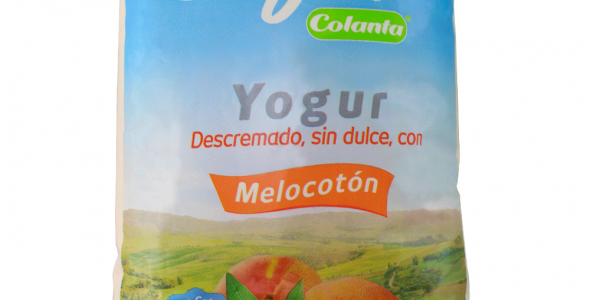 Colanta
Yogur
Descremado, sin dulce, con
Melocotón